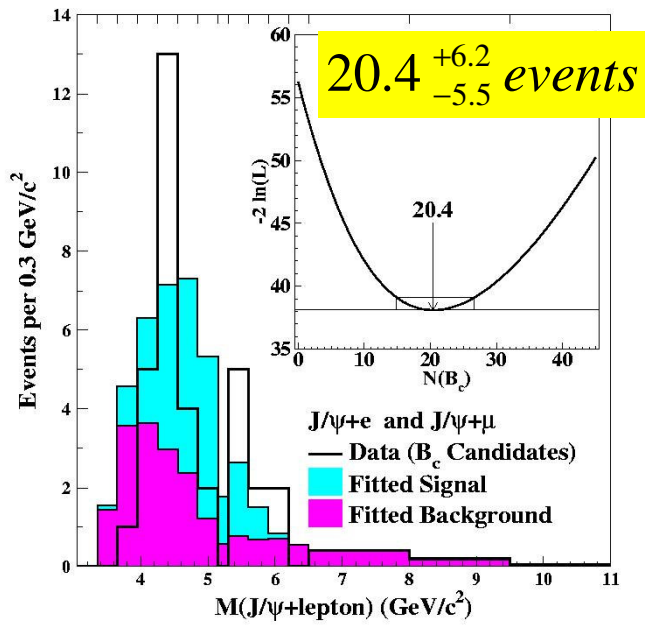 20.4 +6.2 −5.5 events
14
12
10
8
6
4
2
0
Events per 0.3 GeV/c²
4 5 6 7 8 9 10 11
M(J/ψ+lepton) (GeV/c²)
60
55
50
45
40
35
-2 ln(L)
20.4
0 10 20 30 40
N(B_c)
J/ψ+e and J/ψ+μ
Data (B_c Candidates)
Fitted Signal
Fitted Background